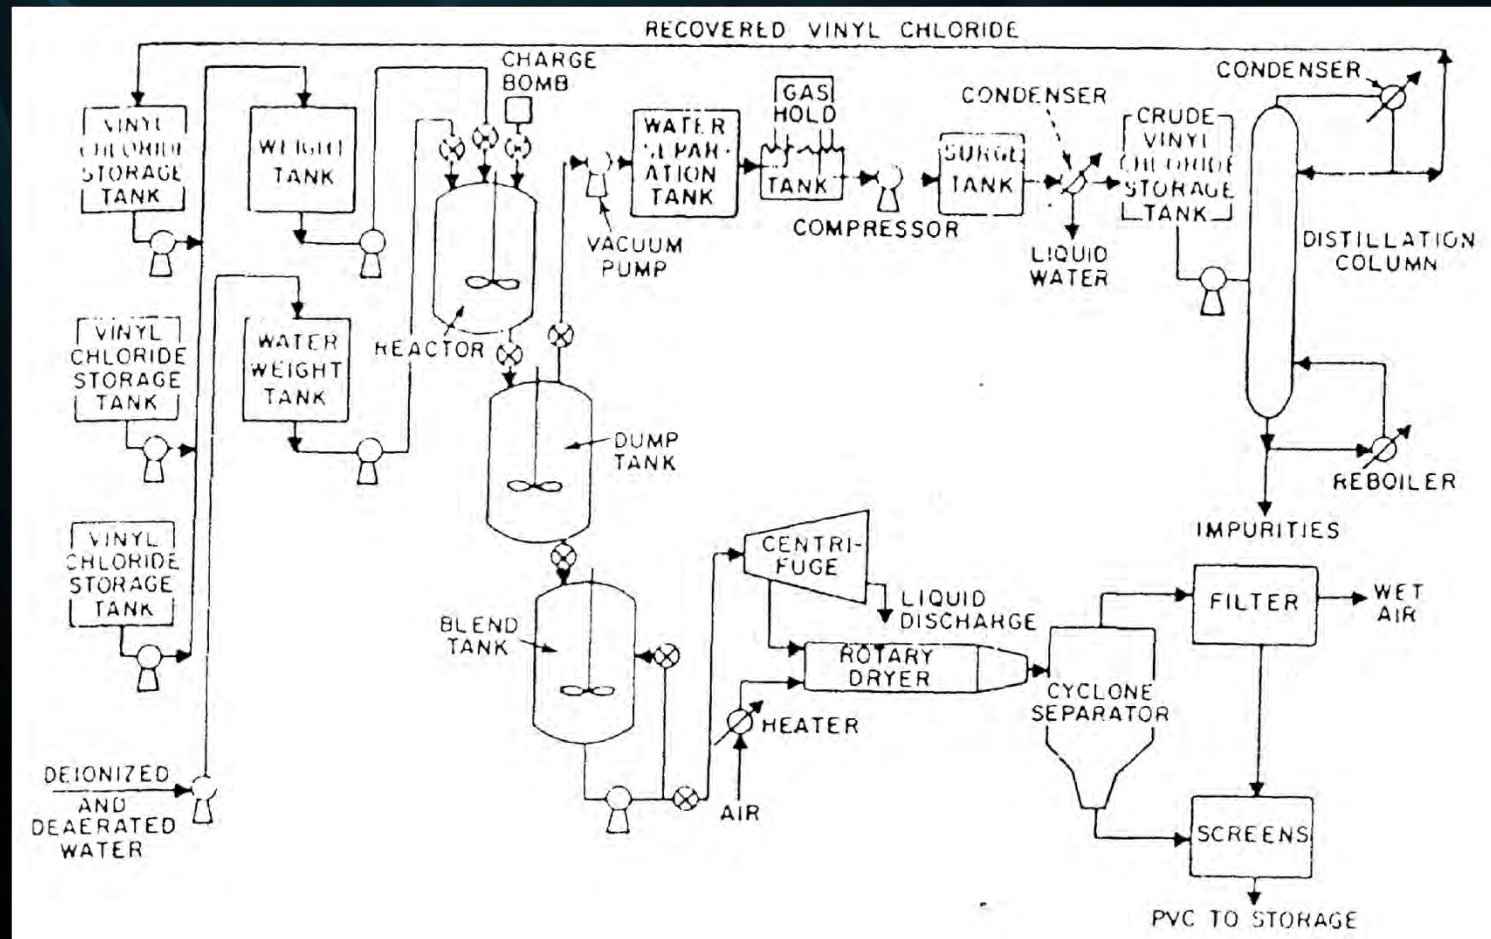 RECOVERED VINYL CHLORIDE
CHARGE
BOMB
VINYL
CHLORIDE
STORAGE
TANK
WEIGHT
TANK
WATER
SEPAR-
ATION
TANK
GAS
HOLD
TANK
CONDENSER
SURGE
TANK
CRUDE
VINYL
CHLORIDE
STORAGE
TANK
CONDENSER
VACUUM
PUMP
COMPRESSOR
LIQUID
WATER
DISTILLATION
COLUMN
VINYL
CHLORIDE
STORAGE
TANK
WATER
WEIGHT
TANK
REACTOR
DUMP
TANK
REBOILER
IMPURITIES
VINYL
CHLORIDE
STORAGE
TANK
BLEND
TANK
CENTRI-
FUGE
LIQUID
DISCHARGE
FILTER
WET
AIR
ROTARY
DRYER
HEATER
CYCLONE
SEPARATOR
DEIONIZED
AND
DEAERATED
WATER
AIR
SCREENS
PVC TO STORAGE